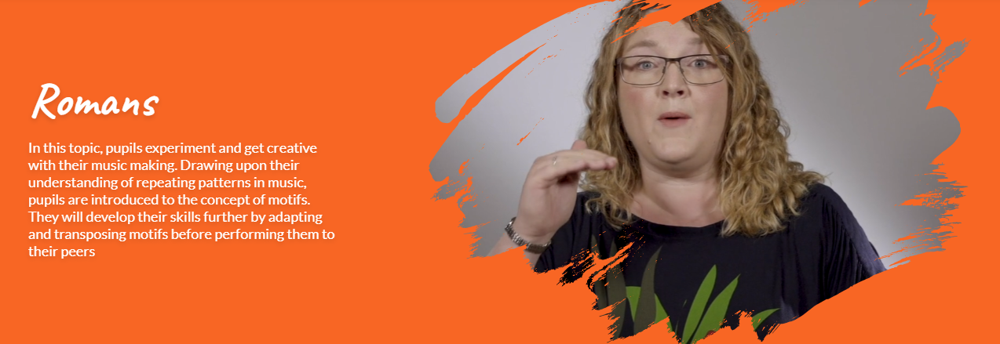 Romans
In this topic, pupils experiment and get creative
with their music making. Drawing upon their
understanding of repeating patterns in music,
pupils are introduced to the concept of motifs.
They will develop their skills further by adapting
and transposing motifs before performing them to
their peers